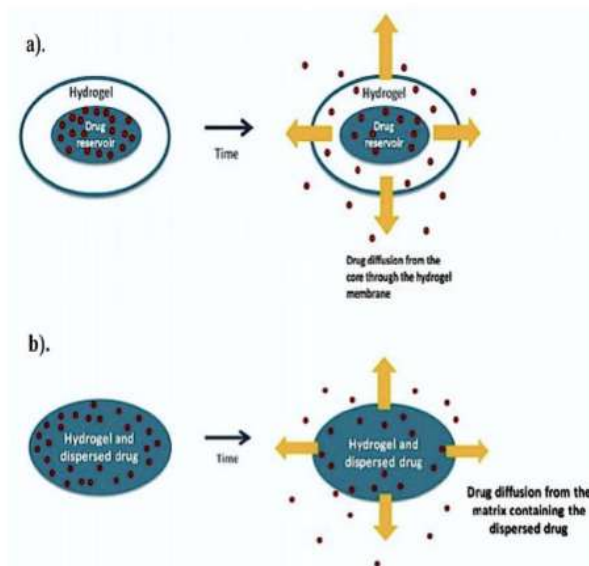 a).
Hydrogel
Drug
reservoir
Time
Hydrogel
Drug
reservoir
Drug diffusion from the
core through the hydrogel
membrane
b).
Hydrogel and
dispersed drug
Time
Hydrogel and
dispersed drug
Drug diffusion from the
matrix containing the
dispersed drug